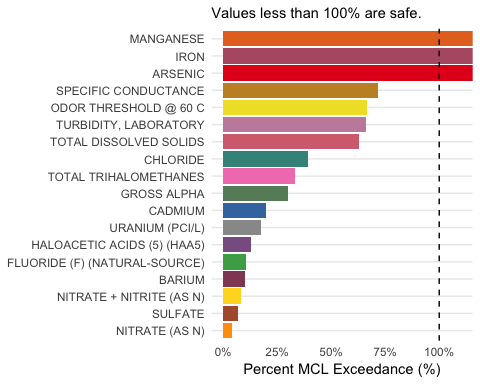 Values less than 100% are safe.
MANGANESE
IRON
ARSENIC
SPECIFIC CONDUCTANCE
ODOR THRESHOLD @ 60 C
TURBIDITY, LABORATORY
TOTAL DISSOLVED SOLIDS
CHLORIDE
TOTAL TRIHALOMETHANES
GROSS ALPHA
CADMIUM
URANIUM (PCI/L)
HALOACETIC ACIDS (5) (HAA5)
FLUORIDE (F) (NATURAL-SOURCE)
BARIUM
NITRATE + NITRITE (AS N)
SULFATE
NITRATE (AS N)
0% 25% 50% 75% 100%
Percent MCL Exceedance (%)